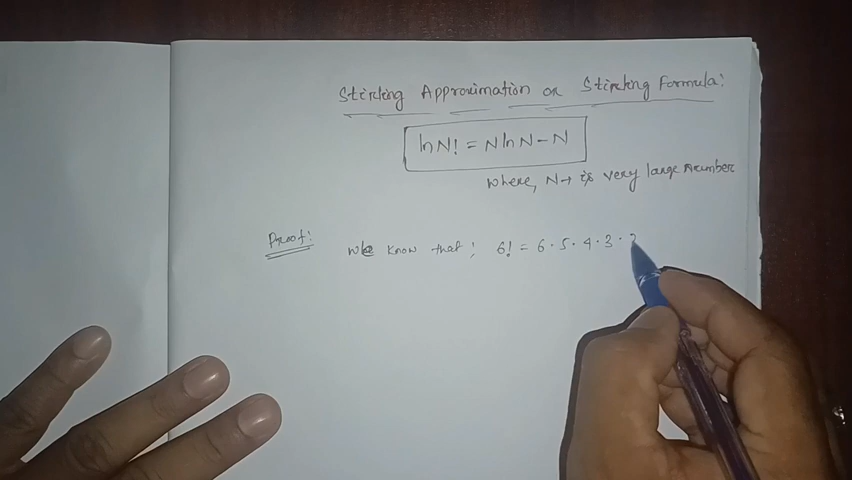 Stirling Approximation or Stirling Formula:
ln N! = N ln N - N
where, N → is very large number
Proof:
We know that; 6! = 6 · 5 · 4 · 3 · 2